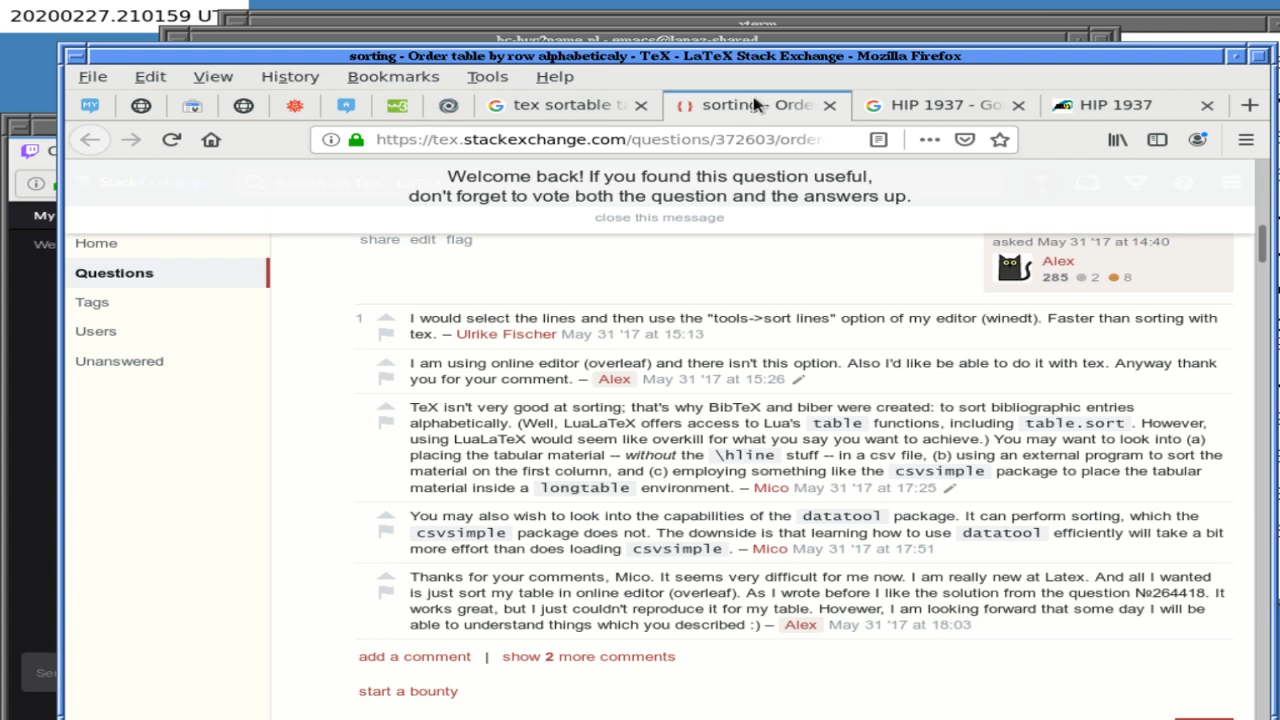 20200227.210159 UT
xterm
bc-hyg2name.pl - emacs@lapaz-shared
sorting - Order table by row alphabeticaly - TeX - LaTeX Stack Exchange - Mozilla Firefox
File Edit View History Bookmarks Tools Help
tex sortable t
sorting - Orde
HIP 1937 - Go
HIP 1937
https://tex.stackexchange.com/questions/372603/order
Welcome back! If you found this question useful,
don't forget to vote both the question and the answers up.
close this message
My
We
Home
Questions
Tags
Users
Unanswered
share edit flag
asked May 31 '17 at 14:40
Alex
285 2 8
1 I would select the lines and then use the "tools->sort lines" option of my editor (winedt). Faster than sorting with
tex. – Ulrike Fischer May 31 '17 at 15:13
I am using online editor (overleaf) and there isn't this option. Also I'd like be able to do it with tex. Anyway thank
you for your comment. – Alex May 31 '17 at 15:26
TeX isn't very good at sorting; that's why BibTeX and biber were created: to sort bibliographic entries
alphabetically. (Well, LuaLaTeX offers access to Lua's table functions, including table.sort. However,
using LuaLaTeX would seem like overkill for what you say you want to achieve.) You may want to look into (a)
placing the tabular material -- without the \hline stuff -- in a csv file, (b) using an external program to sort the
material on the first column, and (c) employing something like the csvsimple package to place the tabular
material inside a longtable environment. – Mico May 31 '17 at 17:25
You may also wish to look into the capabilities of the datatool package. It can perform sorting, which the
csvsimple package does not. The downside is that learning how to use datatool efficiently will take a bit
more effort than does loading csvsimple. – Mico May 31 '17 at 17:51
Thanks for your comments, Mico. It seems very difficult for me now. I am really new at Latex. And all I wanted
is just sort my table in online editor (overleaf). As I wrote before I like the solution from the question №264418. It
works great, but I just couldn't reproduce it for my table. Hovewer, I am looking forward that some day I will be
able to understand things which you described :) – Alex May 31 '17 at 18:03
add a comment | show 2 more comments
start a bounty